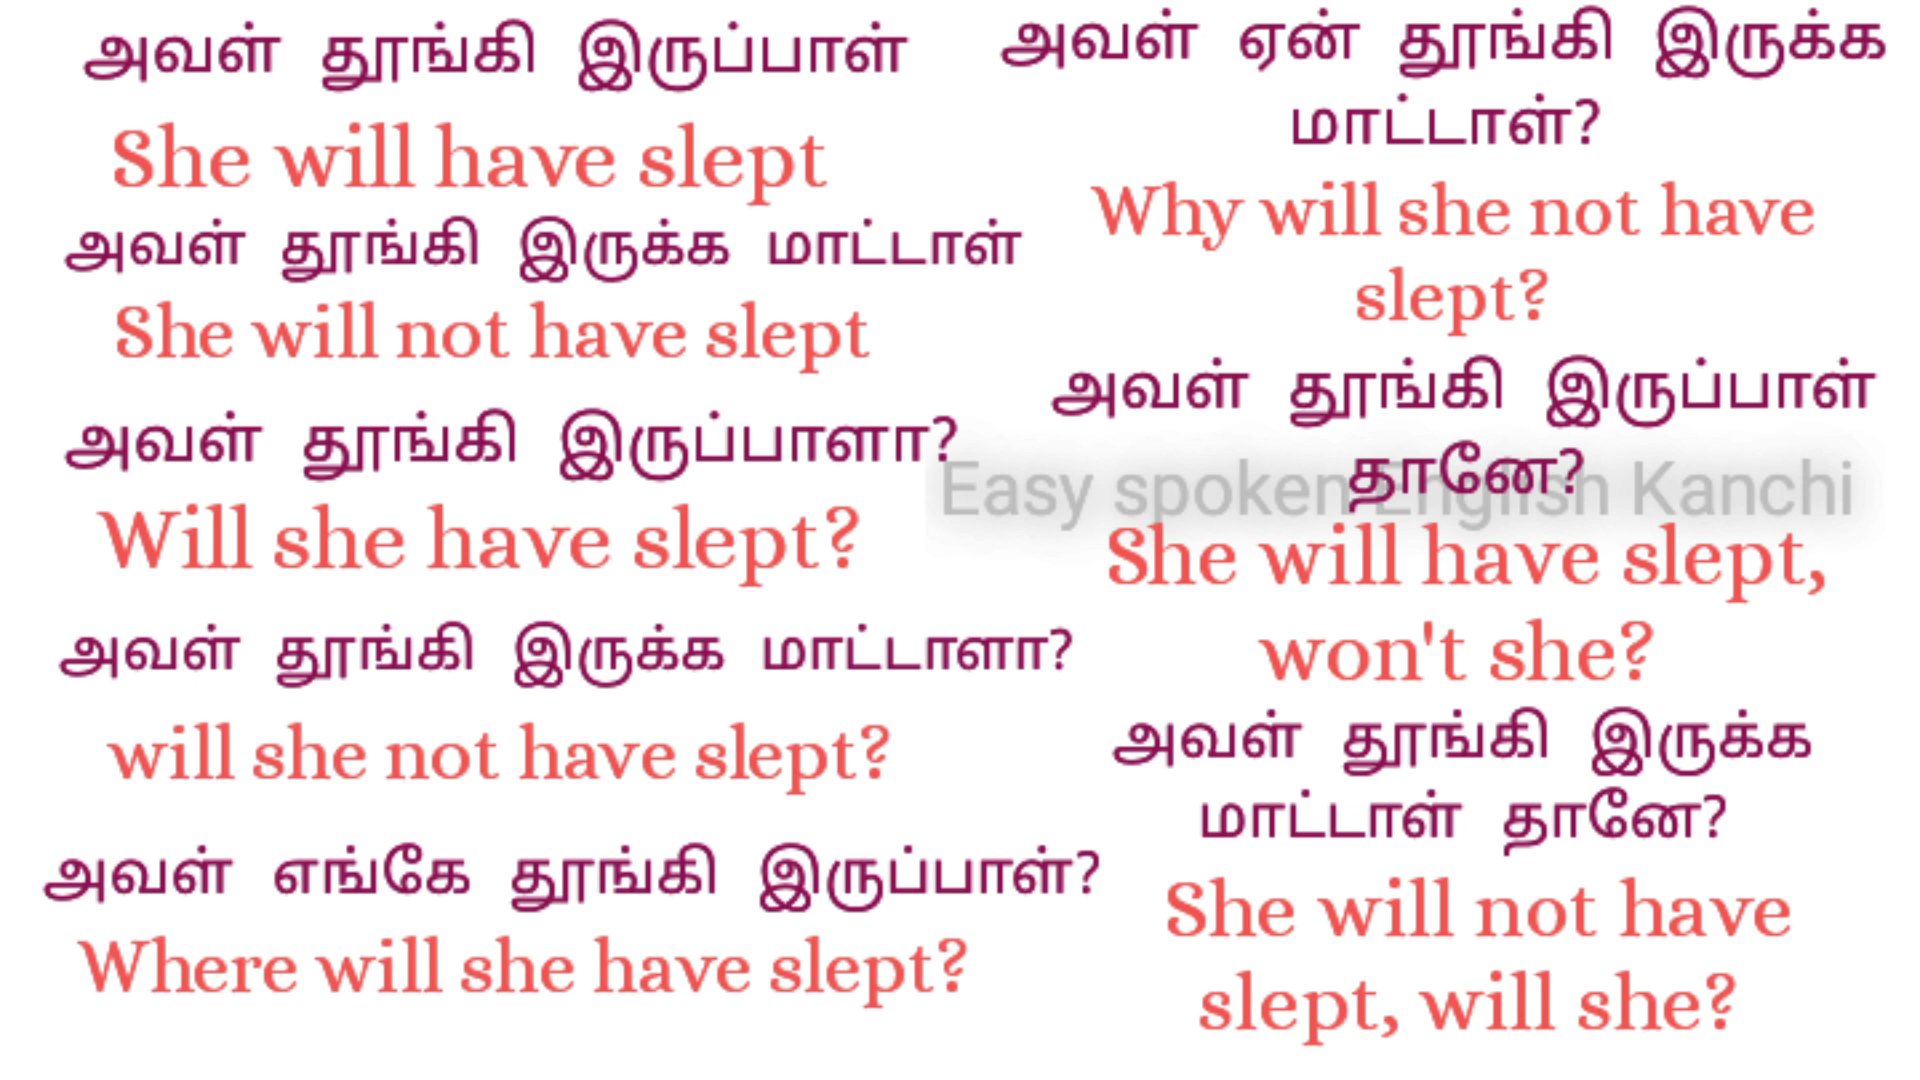 அவள் தூங்கி இருப்பாள்
She will have slept
அவள் தூங்கி இருக்க மாட்டாள்
She will not have slept
அவள் தூங்கி இருப்பாளா?
Will she have slept?
அவள் தூங்கி இருக்க மாட்டாளா?
will she not have slept?
அவள் எங்கே தூங்கி இருப்பாள்?
Where will she have slept?
அவள் ஏன் தூங்கி இருக்க
மாட்டாள்?
Why will she not have
slept?
அவள் தூங்கி இருப்பாள்
தானே?
Easy spoken English Kanchi
She will have slept,
won't she?
அவள் தூங்கி இருக்க
மாட்டாள் தானே?
She will not have
slept, will she?